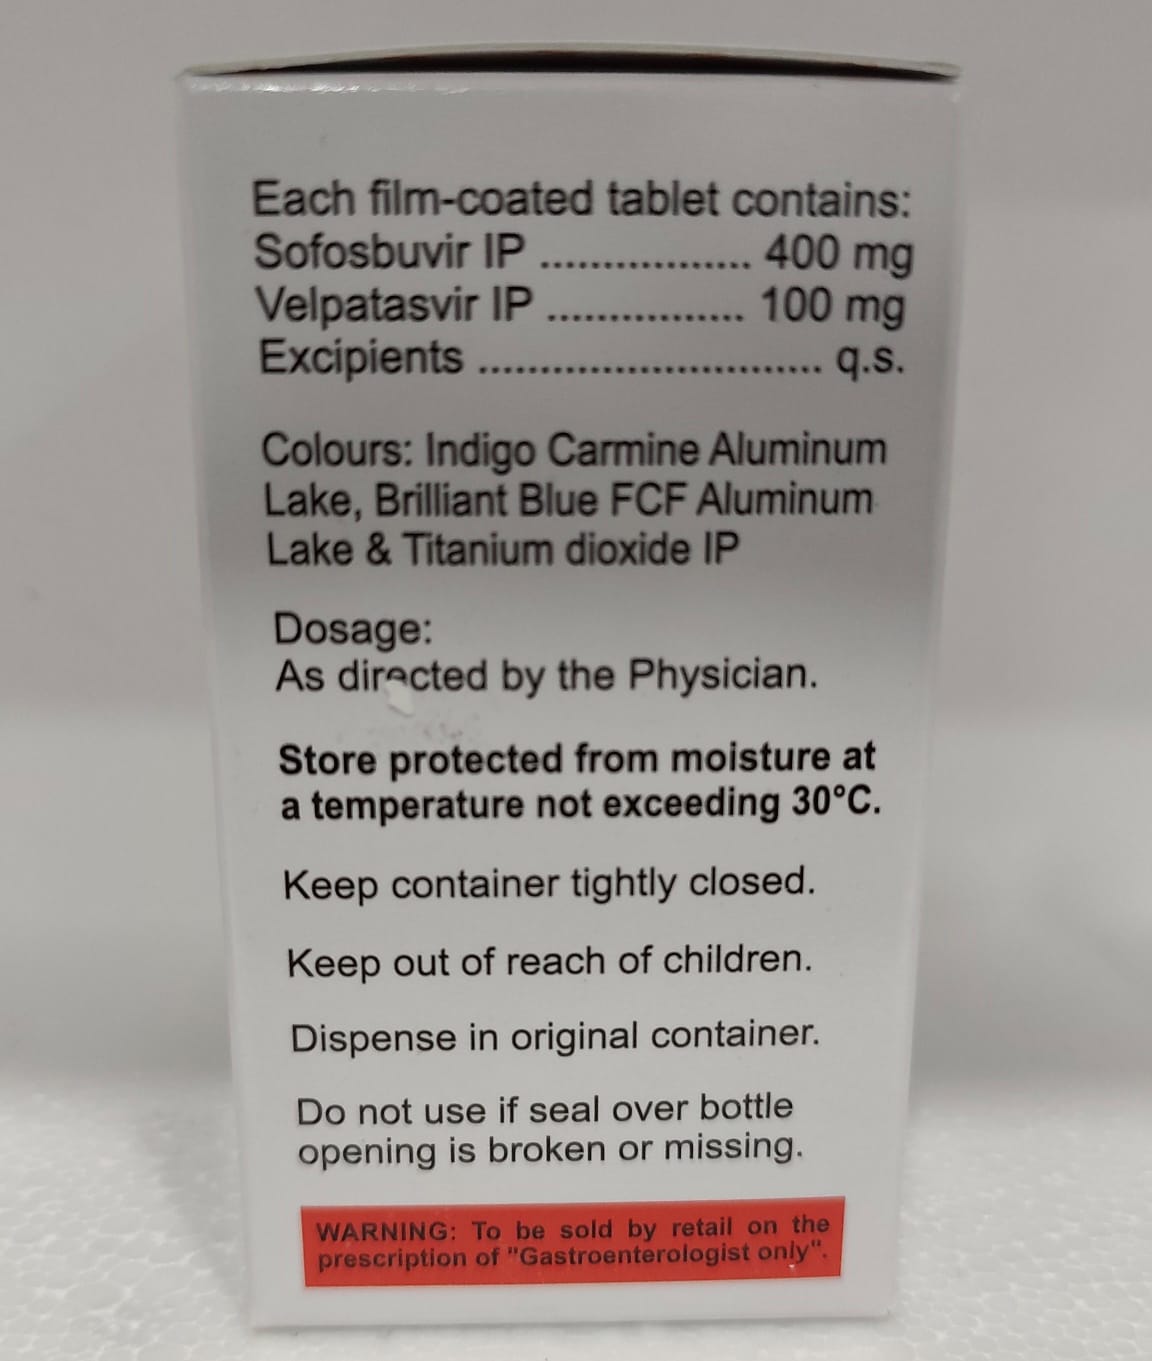 Each film-coated tablet contains:
Sofosbuvir IP ................. 400 mg
Velpatasvir IP ................ 100 mg
Excipients ............................ q.s.
Colours: Indigo Carmine Aluminum
Lake, Brilliant Blue FCF Aluminum
Lake & Titanium dioxide IP
Dosage:
As directed by the Physician.
Store protected from moisture at
a temperature not exceeding 30°C.
Keep container tightly closed.
Keep out of reach of children.
Dispense in original container.
Do not use if seal over bottle
opening is broken or missing.
WARNING: To be sold by retail on the
prescription of "Gastroenterologist only".